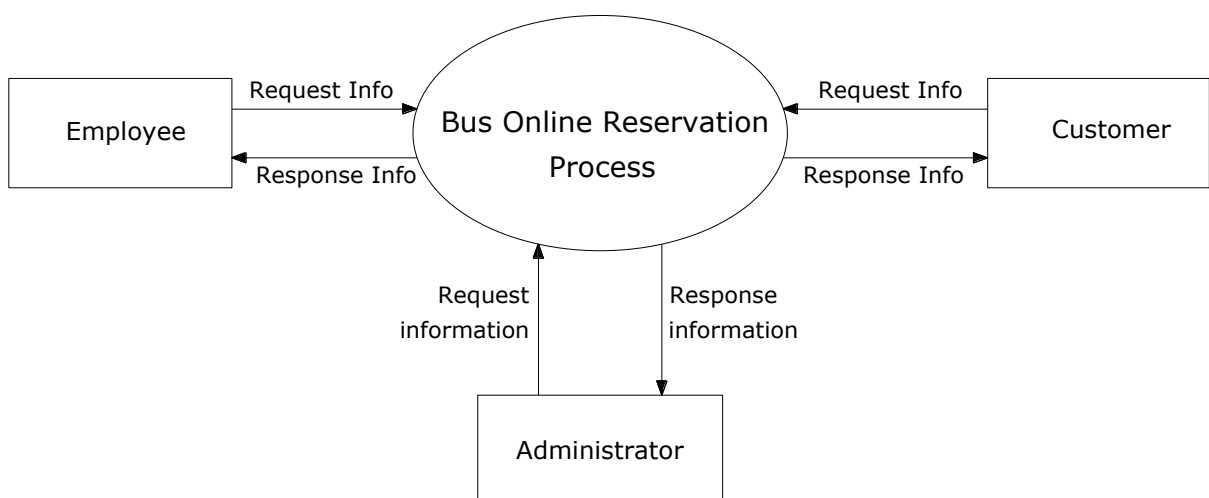 Request Info
Request Info
Employee
Bus Online Reservation
Process
Customer
Response Info
Response Info
Request
information
Response
information
Administrator